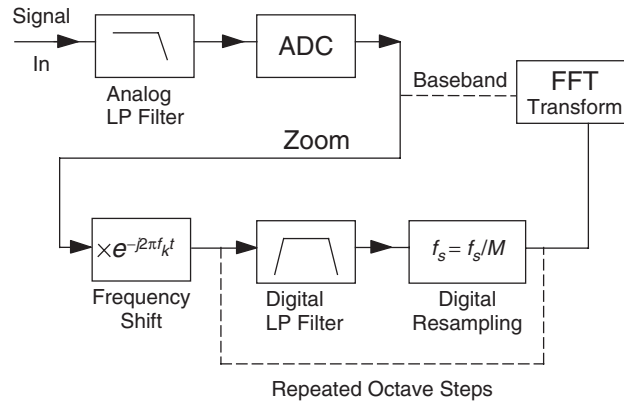 Signal
In
Analog
LP Filter
ADC
Baseband
FFT
Transform
Zoom
×e^{-j2πf_k t}
Frequency
Shift
Digital
LP Filter
f_s = f_s/M
Digital
Resampling
Repeated Octave Steps